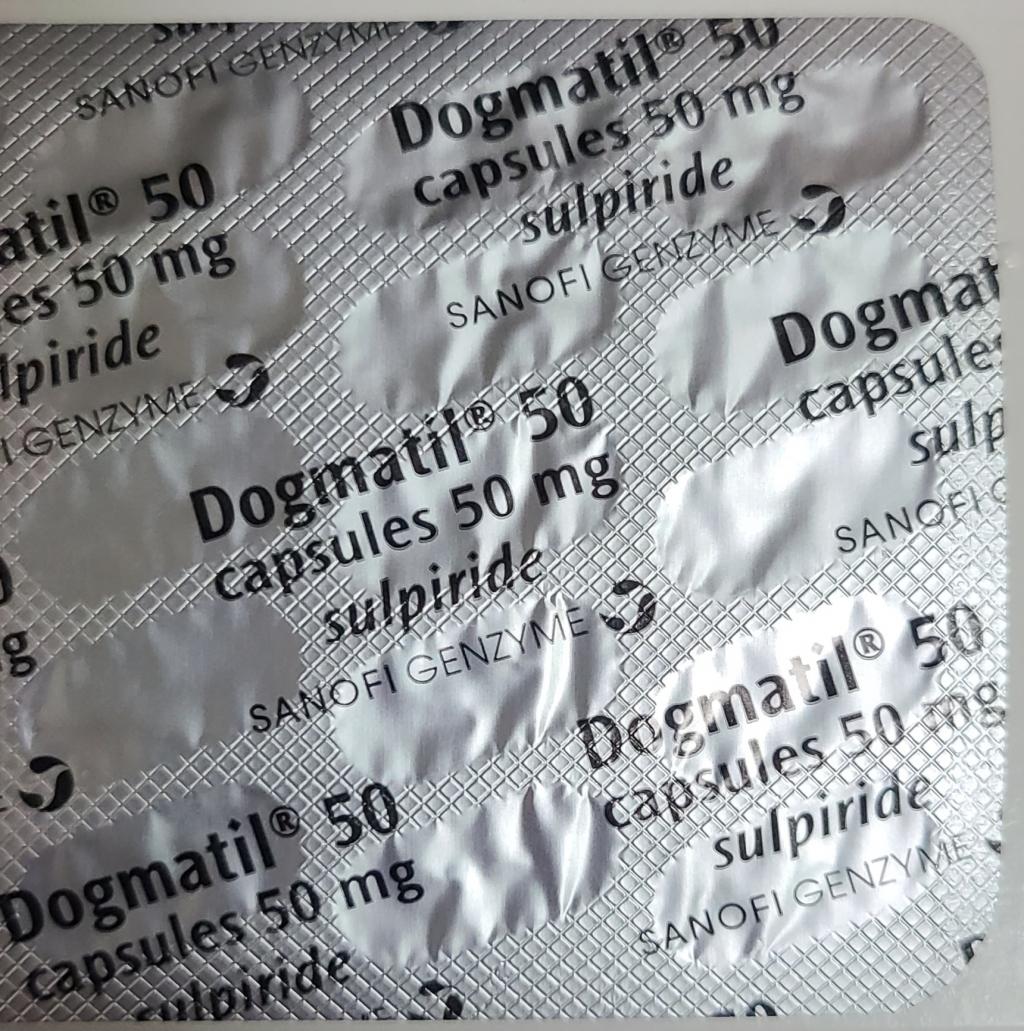 SANOFI GENZYME
Dogmatil® 50
capsules 50 mg
sulpiride
SANOFI GENZYME
atil® 50
es 50 mg
lpiride
I GENZYME
Dogmat
capsule
sulp
SANOFI G
Dogmatil® 50
capsules 50 mg
sulpiride
SANOFI GENZYME
g
Dogmatil® 50
capsules 50 mg
sulpiride
SANOFI GENZYME
Dogmatil® 50
capsules 50 mg
sulpiride